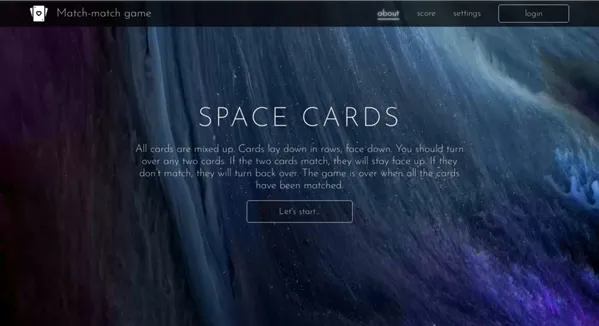 Match-match game
about
score
settings
login
SPACE CARDS
All cards are mixed up. Cards lay down in rows, face down. You should turn
over any two cards. If the two cards match, they will stay face up. If they
don't match, they will turn back over. The game is over when all the cards
have been matched.
Let's start...